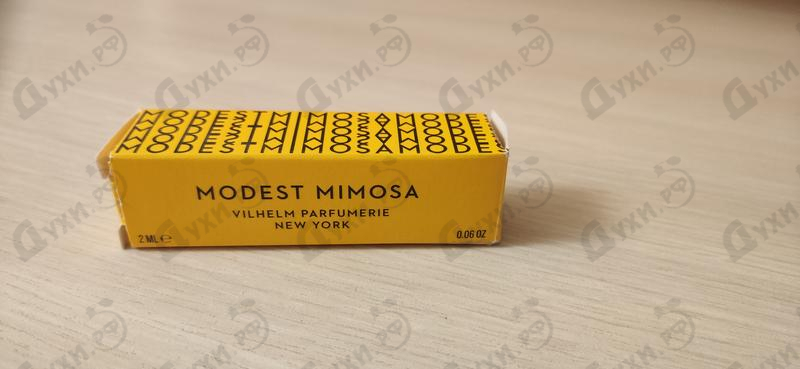 MODEST MIMOSA
VILHELM PARFUMERIE
NEW YORK
2 ML ℮
0.06 OZ
Духи.РФ